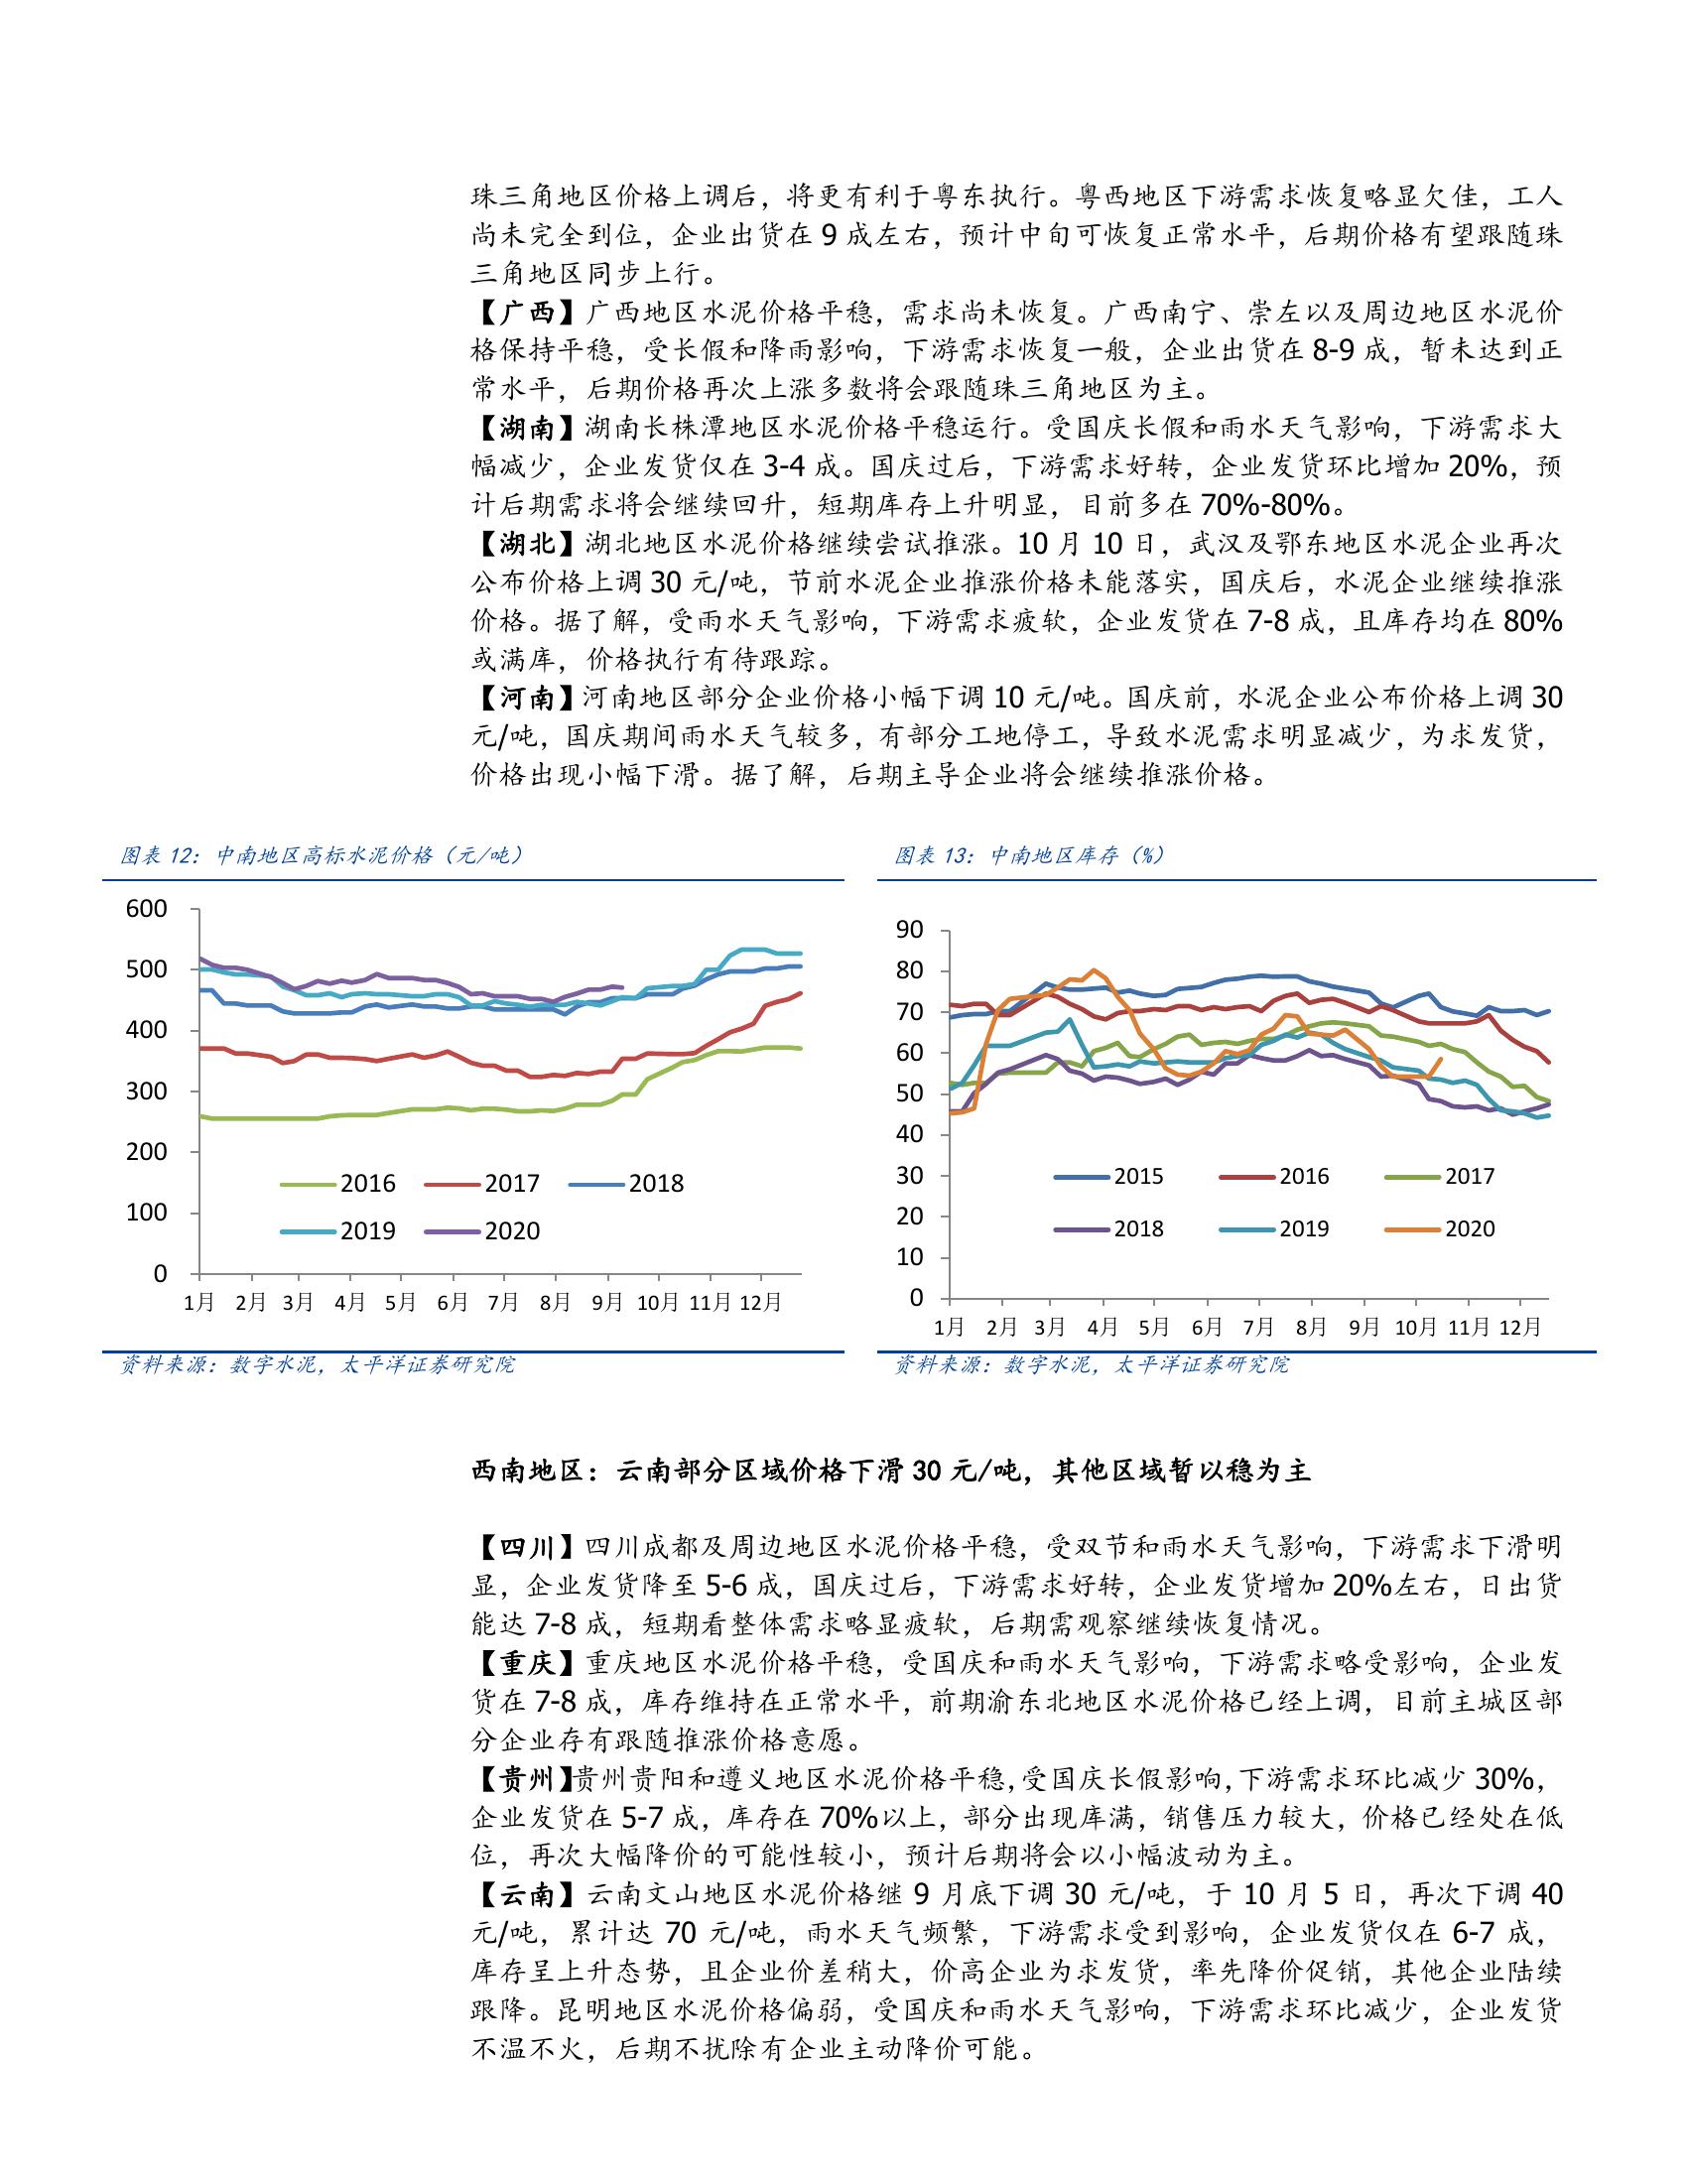 珠三角地区价格上调后，将更有利于粤东执行。粤西地区下游需求恢复略显欠佳，工人
尚未完全到位，企业出货在 9 成左右，预计中旬可恢复正常水平，后期价格有望跟随珠
三角地区同步上行。
【广西】广西地区水泥价格平稳，需求尚未恢复。广西南宁、崇左以及周边地区水泥价
格保持平稳，受长假和降雨影响，下游需求恢复一般，企业出货在 8-9 成，暂未达到正
常水平，后期价格再次上涨多数将会跟随珠三角地区为主。
【湖南】湖南长株潭地区水泥价格平稳运行。受国庆长假和雨水天气影响，下游需求大
幅减少，企业发货仅在 3-4 成。国庆过后，下游需求好转，企业发货环比增加 20%，预
计后期需求将会继续回升，短期库存上升明显，目前多在 70%-80%。
【湖北】湖北地区水泥价格继续尝试推涨。10 月 10 日，武汉及鄂东地区水泥企业再次
公布价格上调 30 元/吨，节前水泥企业推涨价格未能落实，国庆后，水泥企业继续推涨
价格。据了解，受雨水天气影响，下游需求疲软，企业发货在 7-8 成，且库存均在 80%
或满库，价格执行有待跟踪。
【河南】河南地区部分企业价格小幅下调 10 元/吨。国庆前，水泥企业公布价格上调 30
元/吨，国庆期间雨水天气较多，有部分工地停工，导致水泥需求明显减少，为求发货，
价格出现小幅下滑。据了解，后期主导企业将会继续推涨价格。
图表 12：中南地区高标水泥价格（元/吨）
600
500
400
300
200
100
0
2016 2017 2018
2019 2020
1月 2月 3月 4月 5月 6月 7月 8月 9月 10月 11月 12月
资料来源：数字水泥，太平洋证券研究院
图表 13：中南地区库存（%）
90
80
70
60
50
40
30
20
10
0
2015 2016 2017
2018 2019 2020
1月 2月 3月 4月 5月 6月 7月 8月 9月 10月 11月 12月
资料来源：数字水泥，太平洋证券研究院
西南地区：云南部分区域价格下滑 30 元/吨，其他区域暂以稳为主
【四川】四川成都及周边地区水泥价格平稳，受双节和雨水天气影响，下游需求下滑明
显，企业发货降至 5-6 成，国庆过后，下游需求好转，企业发货增加 20%左右，日出货
能达 7-8 成，短期看整体需求略显疲软，后期需观察继续恢复情况。
【重庆】重庆地区水泥价格平稳，受国庆和雨水天气影响，下游需求略受影响，企业发
货在 7-8 成，库存维持在正常水平，前期渝东北地区水泥价格已经上调，目前主城区部
分企业存有跟随推涨价格意愿。
【贵州】贵州贵阳和遵义地区水泥价格平稳，受国庆长假影响，下游需求环比减少 30%，
企业发货在 5-7 成，库存在 70%以上，部分出现库满，销售压力较大，价格已经处在低
位，再次大幅降价的可能性较小，预计后期将会以小幅波动为主。
【云南】云南文山地区水泥价格继 9 月底下调 30 元/吨，于 10 月 5 日，再次下调 40
元/吨，累计达 70 元/吨，雨水天气频繁，下游需求受到影响，企业发货仅在 6-7 成，
库存呈上升态势，且企业价差稍大，价高企业为求发货，率先降价促销，其他企业陆续
跟降。昆明地区水泥价格偏弱，受国庆和雨水天气影响，下游需求环比减少，企业发货
不温不火，后期不扰除有企业主动降价可能。